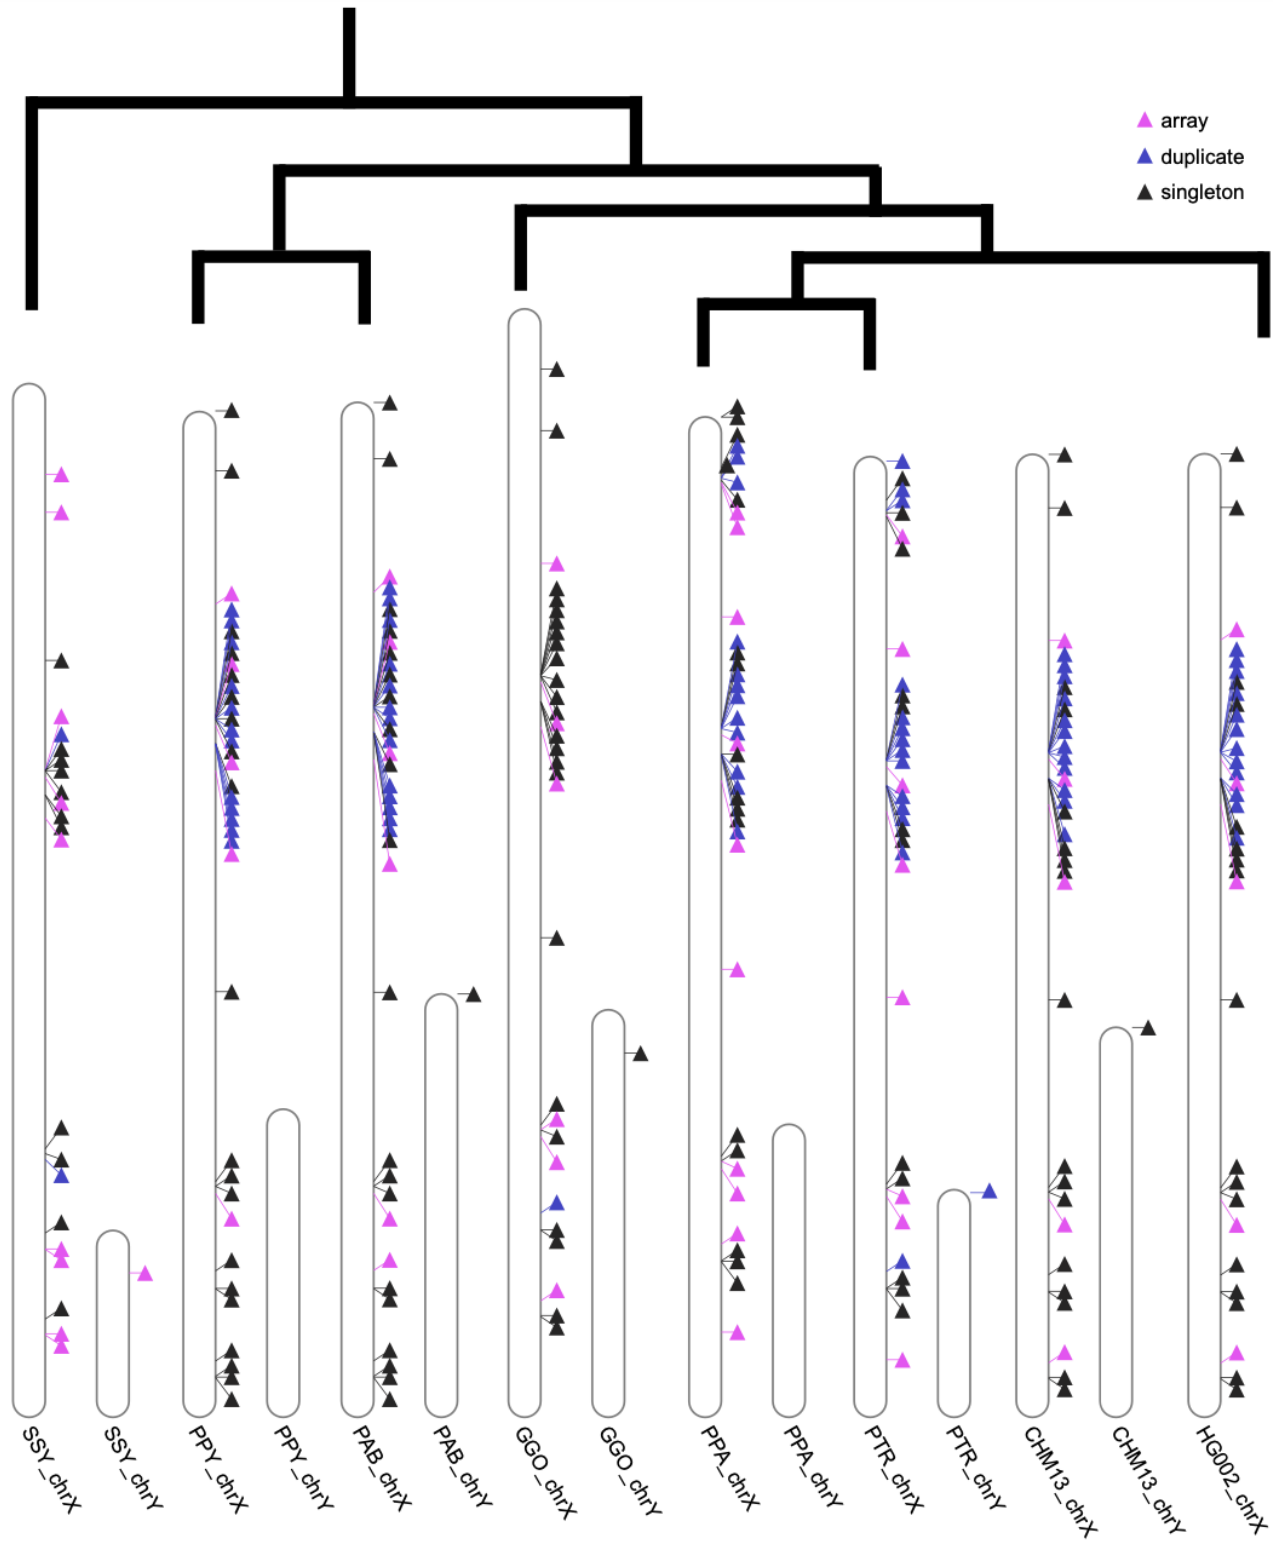 array
duplicate
singleton
SSY_chrX
SSY_chrY
PPY_chrX
PPY_chrY
PAB_chrX
PAB_chrY
GGO_chrX
GGO_chrY
PPA_chrX
PPA_chrY
PTR_chrX
PTR_chrY
CHM13_chrX
CHM13_chrY
HG002_chrX